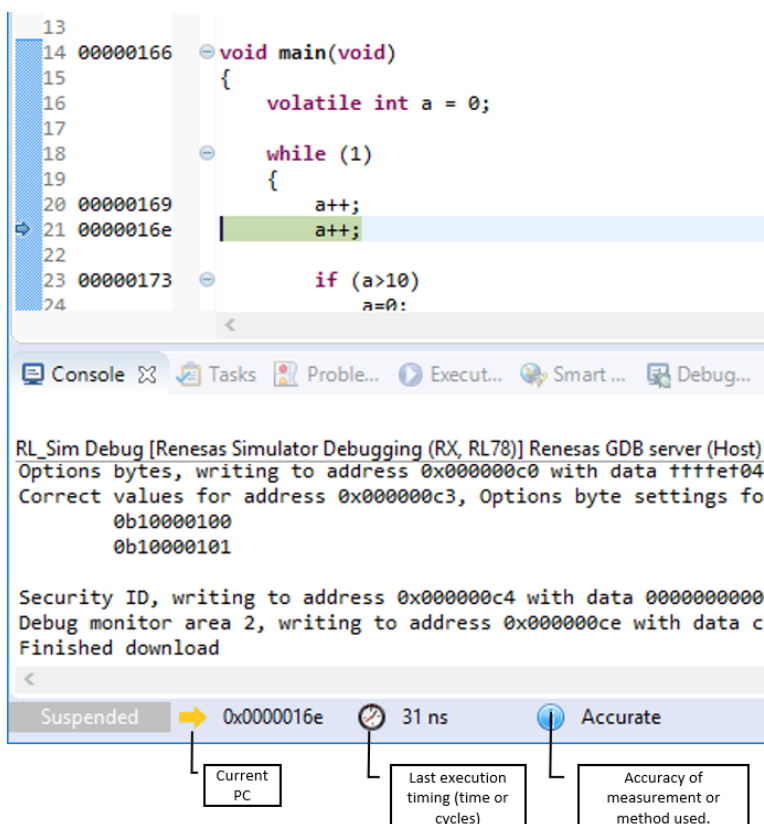 13
14 00000166 void main(void)
15 {
16 volatile int a = 0;
17
18 while (1)
19 {
20 00000169 a++;
21 0000016e a++;
22
23 00000173 if (a>10)
24 a=0;
Console Tasks Proble... Execut... Smart ... Debug...
RL_Sim Debug [Renesas Simulator Debugging (RX, RL78)] Renesas GDB server (Host)
Options bytes, writing to address 0x000000c0 with data ffffef04
Correct values for address 0x000000c3, Options byte settings fo
0b10000100
0b10000101
Security ID, writing to address 0x000000c4 with data 0000000000
Debug monitor area 2, writing to address 0x000000ce with data c
Finished download
Suspended 0x0000016e 31 ns Accurate
Current
PC
Last execution
timing (time or
cycles)
Accuracy of
measurement or
method used.